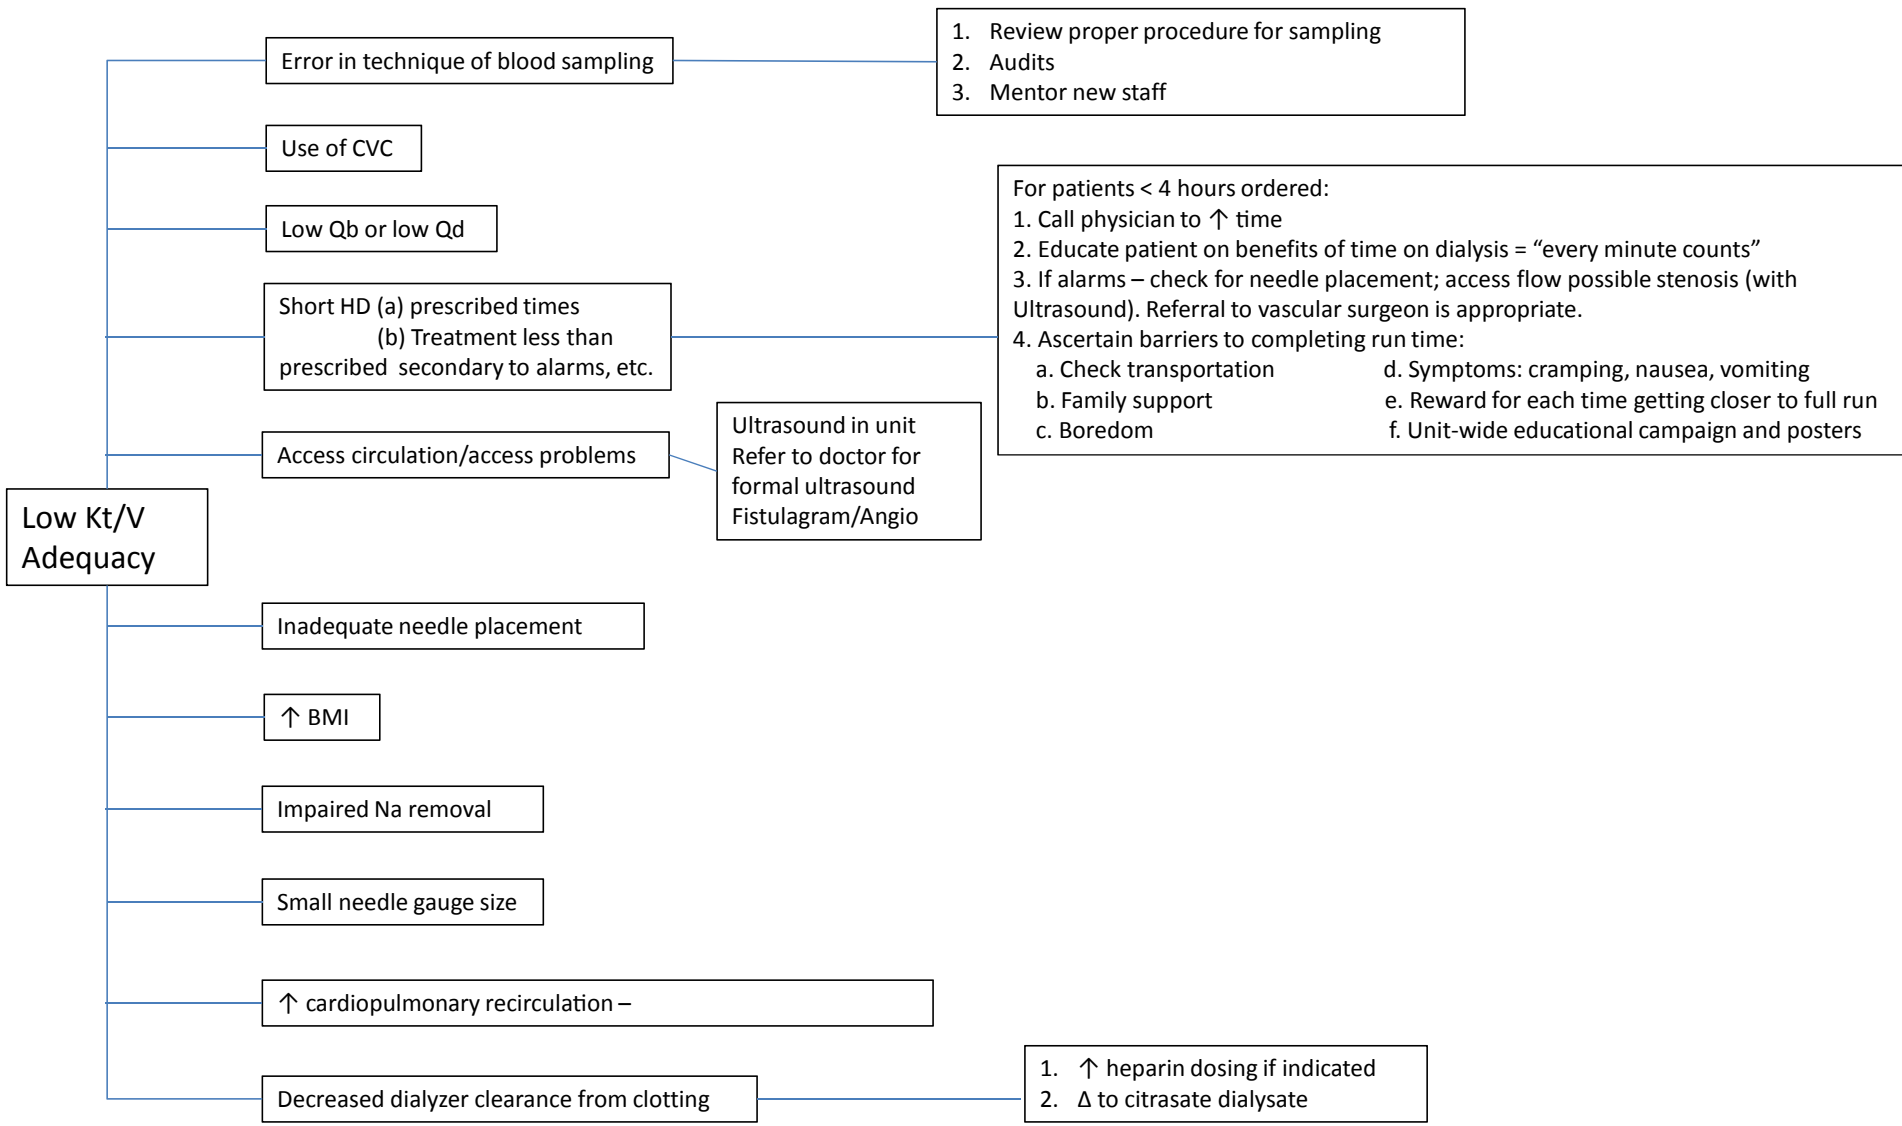 Error in technique of blood sampling
1. Review proper procedure for sampling
2. Audits
3. Mentor new staff
Use of CVC
Low Qb or low Qd
Short HD (a) prescribed times
(b) Treatment less than
prescribed secondary to alarms, etc.
For patients < 4 hours ordered:
1. Call physician to ↑ time
2. Educate patient on benefits of time on dialysis = “every minute counts”
3. If alarms – check for needle placement; access flow possible stenosis (with
Ultrasound). Referral to vascular surgeon is appropriate.
4. Ascertain barriers to completing run time:
a. Check transportation d. Symptoms: cramping, nausea, vomiting
b. Family support e. Reward for each time getting closer to full run
c. Boredom f. Unit-wide educational campaign and posters
Access circulation/access problems
Ultrasound in unit
Refer to doctor for
formal ultrasound
Fistulagram/Angio
Low Kt/V
Adequacy
Inadequate needle placement
↑ BMI
Impaired Na removal
Small needle gauge size
↑ cardiopulmonary recirculation –
Decreased dialyzer clearance from clotting
1. ↑ heparin dosing if indicated
2. Δ to citrasate dialysate